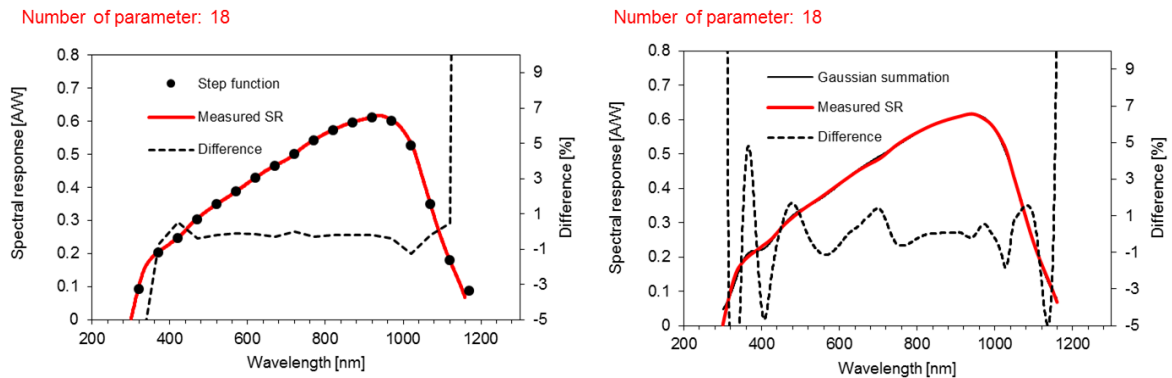 Number of parameter: 18
0.8
0.7
0.6
0.5
0.4
0.3
0.2
0.1
0
Spectral response [A/W]
Step function
Measured SR
Difference
9
7
5
3
1
-1
-3
-5
Difference [%]
200 400 600 800 1000 1200
Wavelength [nm]
Number of parameter: 18
0.8
0.7
0.6
0.5
0.4
0.3
0.2
0.1
0
Spectral response [A/W]
Gaussian summation
Measured SR
Difference
9
7
5
3
1
-1
-3
-5
Difference [%]
200 400 600 800 1000 1200
Wavelength [nm]